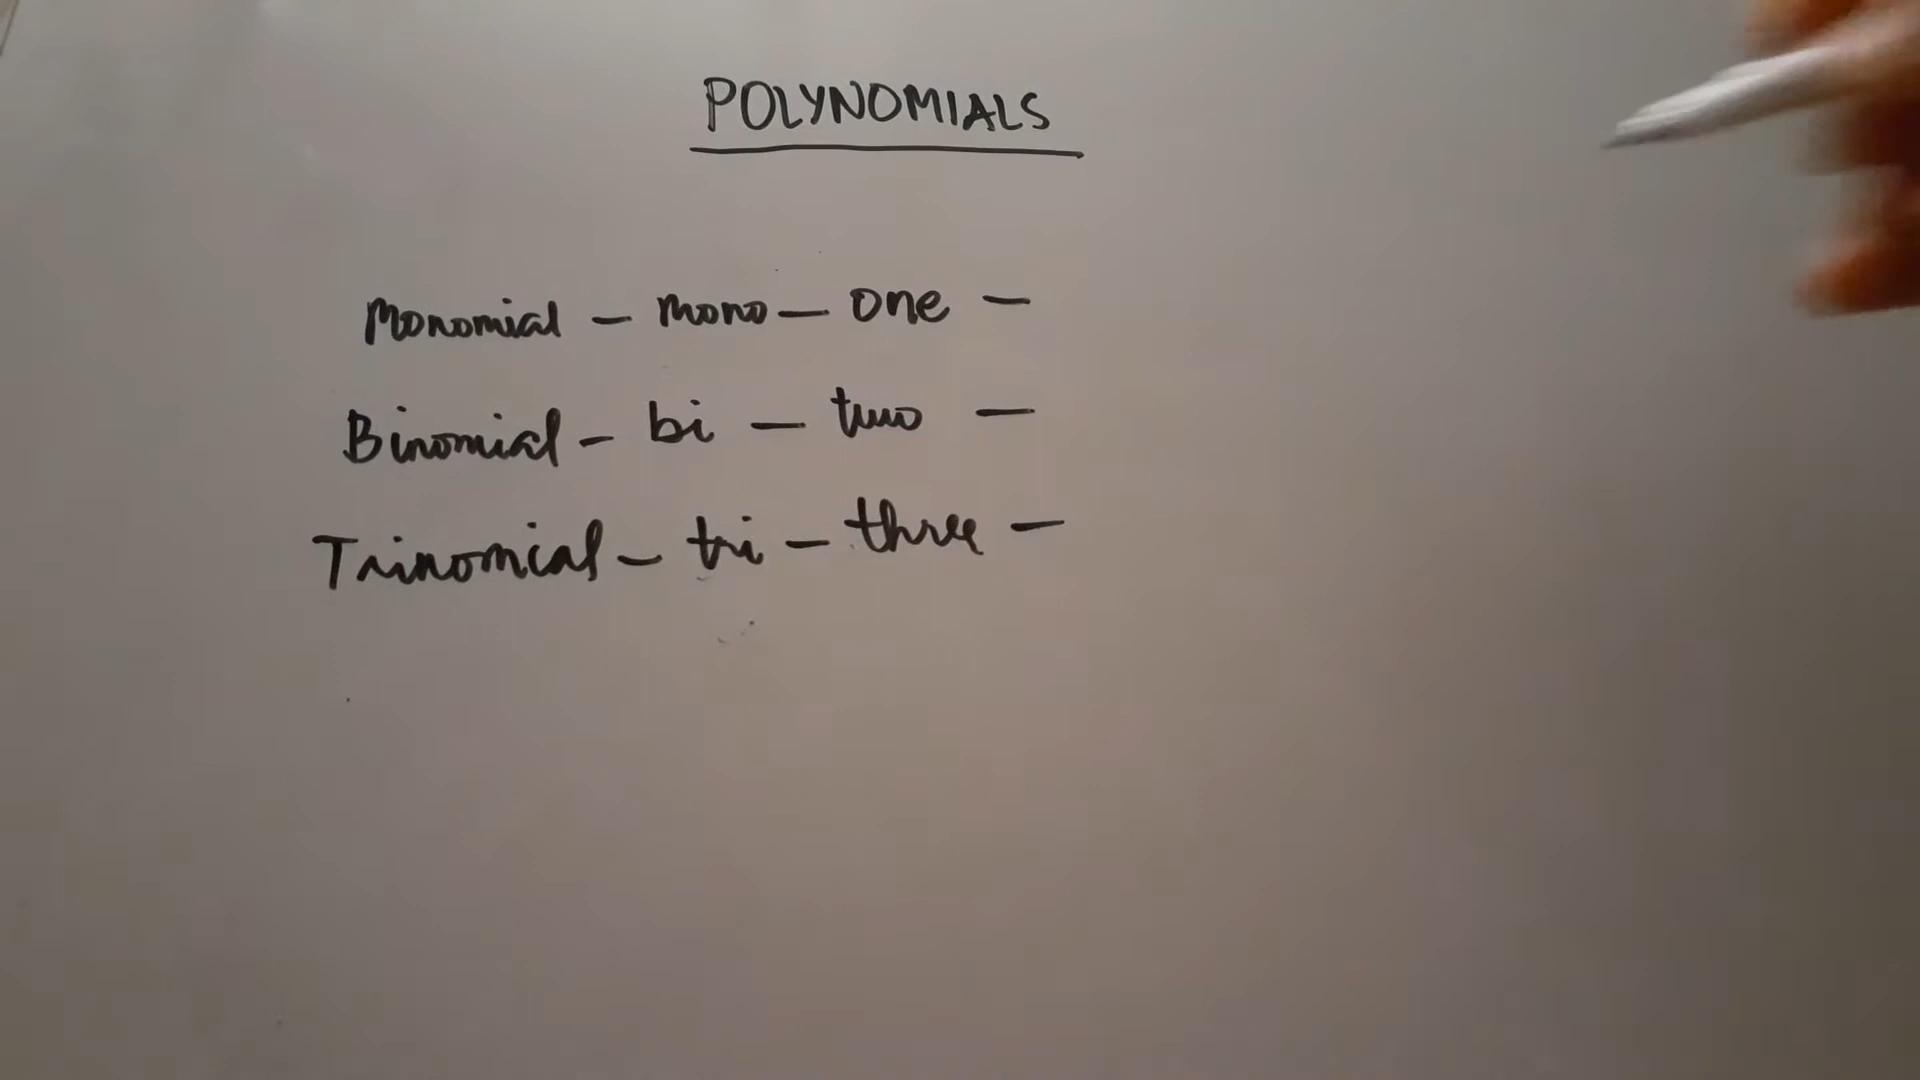 POLYNOMIALS
Monomial - mono - one -
Binomial - bi - two -
Trinomial - tri - three -